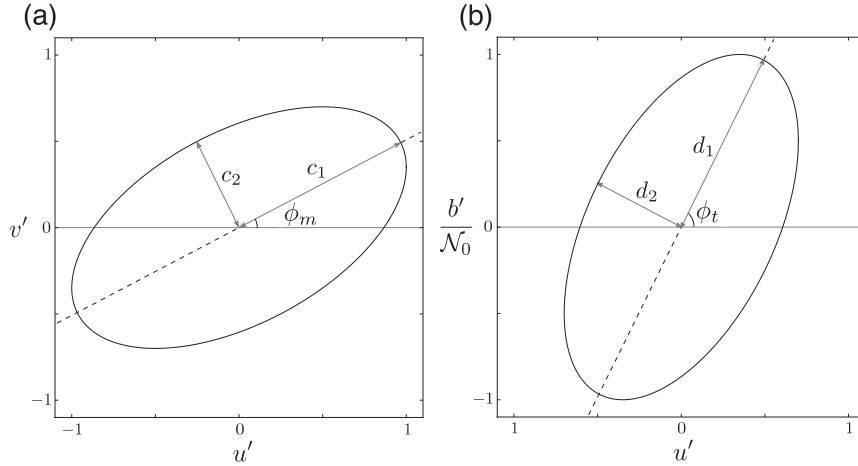 (a)
1
c₁
c₂
ϕₘ
v′
0
−1
−1
0
1
u′
(b)
1
d₁
d₂
ϕₜ
b′
𝒩₀
0
−1
1
0
1
u′